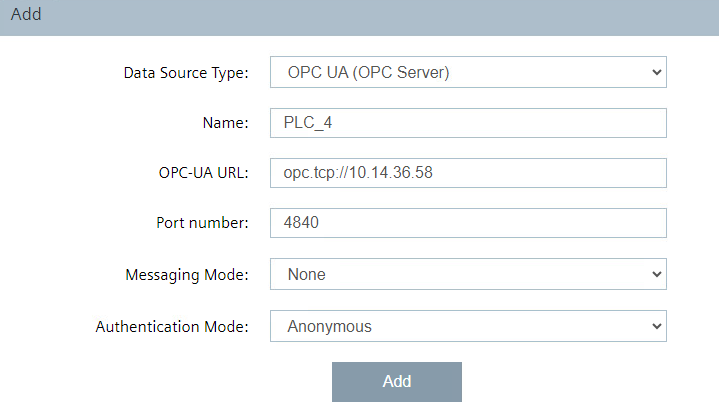 Add
Data Source Type: OPC UA (OPC Server)
Name: PLC_4
OPC-UA URL: opc.tcp://10.14.36.58
Port number: 4840
Messaging Mode: None
Authentication Mode: Anonymous
Add